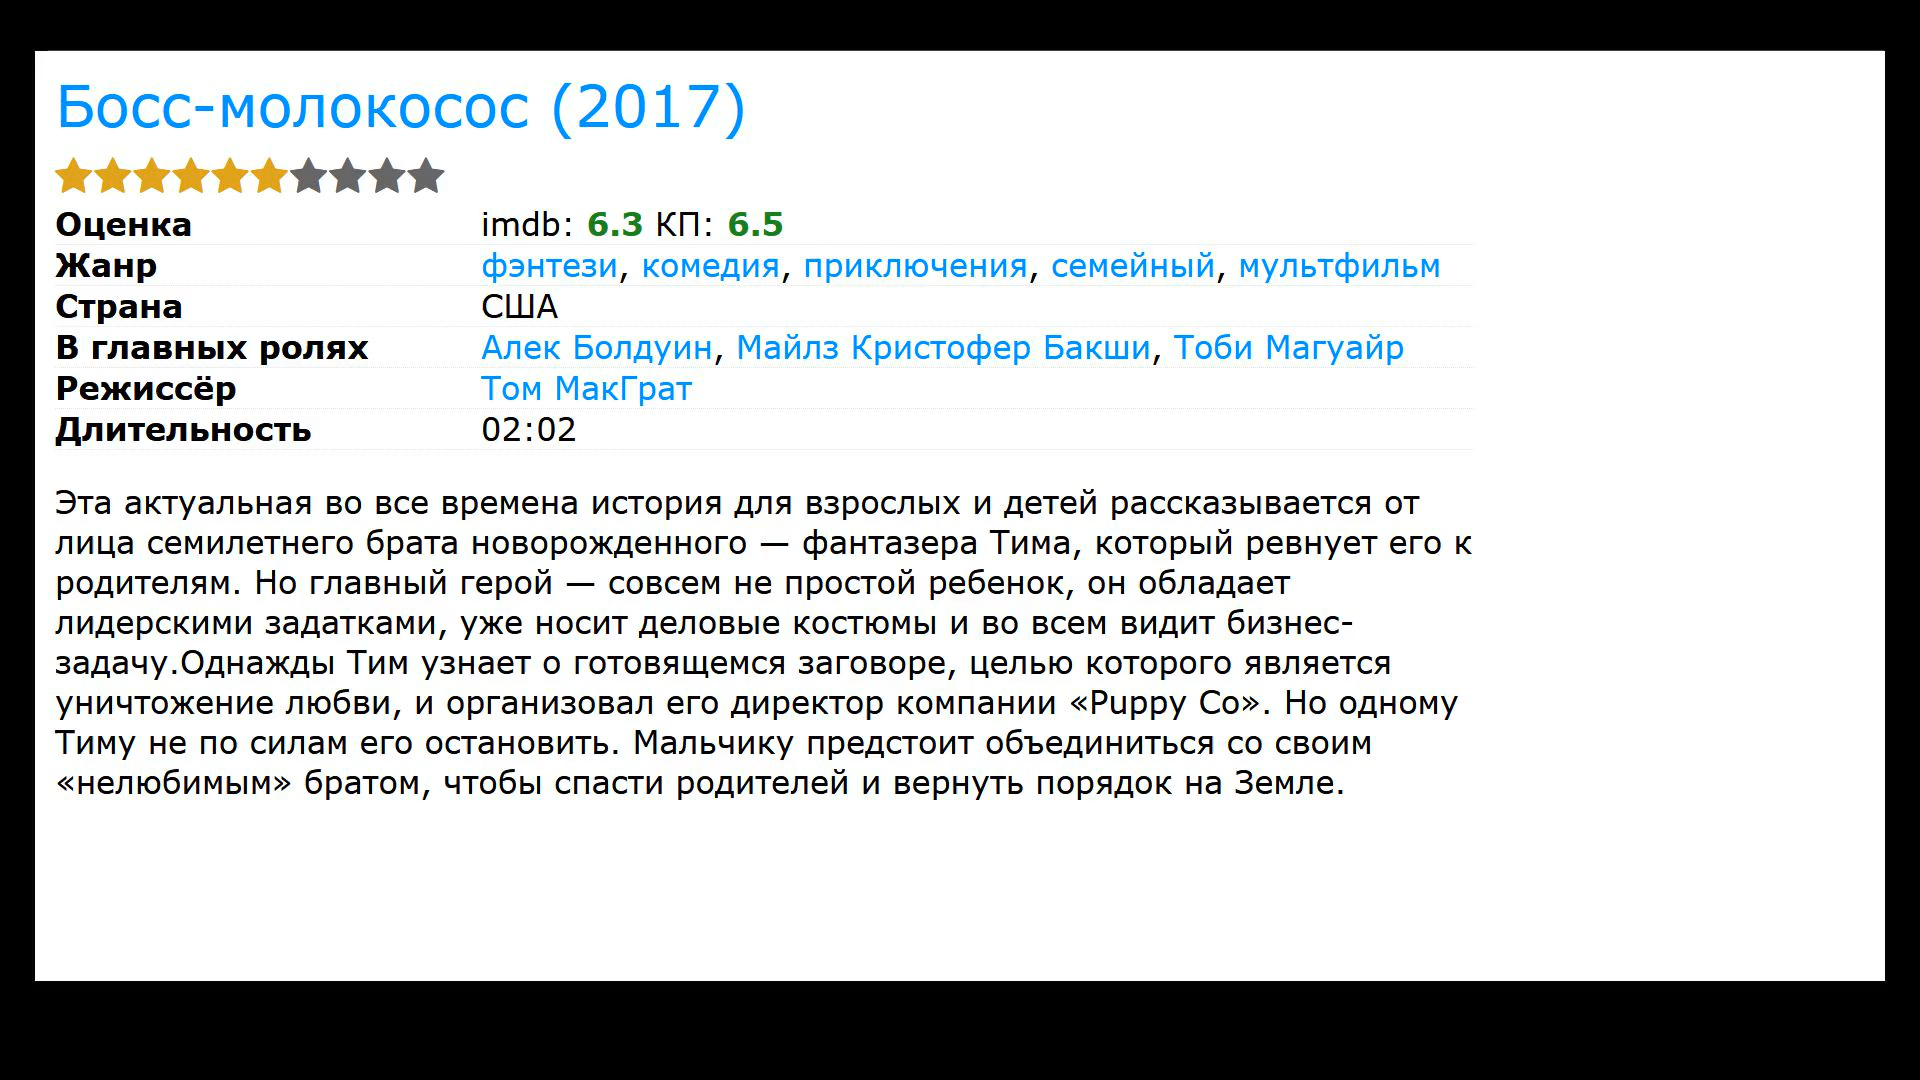 Босс-молокосос (2017)
Оценка imdb: 6.3 КП: 6.5
Жанр фэнтези, комедия, приключения, семейный, мультфильм
Страна США
В главных ролях Алек Болдуин, Майлз Кристофер Бакши, Тоби Магуайр
Режиссёр Том МакГрат
Длительность 02:02
Эта актуальная во все времена история для взрослых и детей рассказывается от
лица семилетнего брата новорожденного — фантазера Тима, который ревнует его к
родителям. Но главный герой — совсем не простой ребенок, он обладает
лидерскими задатками, уже носит деловые костюмы и во всем видит бизнес-
задачу.Однажды Тим узнает о готовящемся заговоре, целью которого является
уничтожение любви, и организовал его директор компании «Puppy Co». Но одному
Тиму не по силам его остановить. Мальчику предстоит объединиться со своим
«нелюбимым» братом, чтобы спасти родителей и вернуть порядок на Земле.